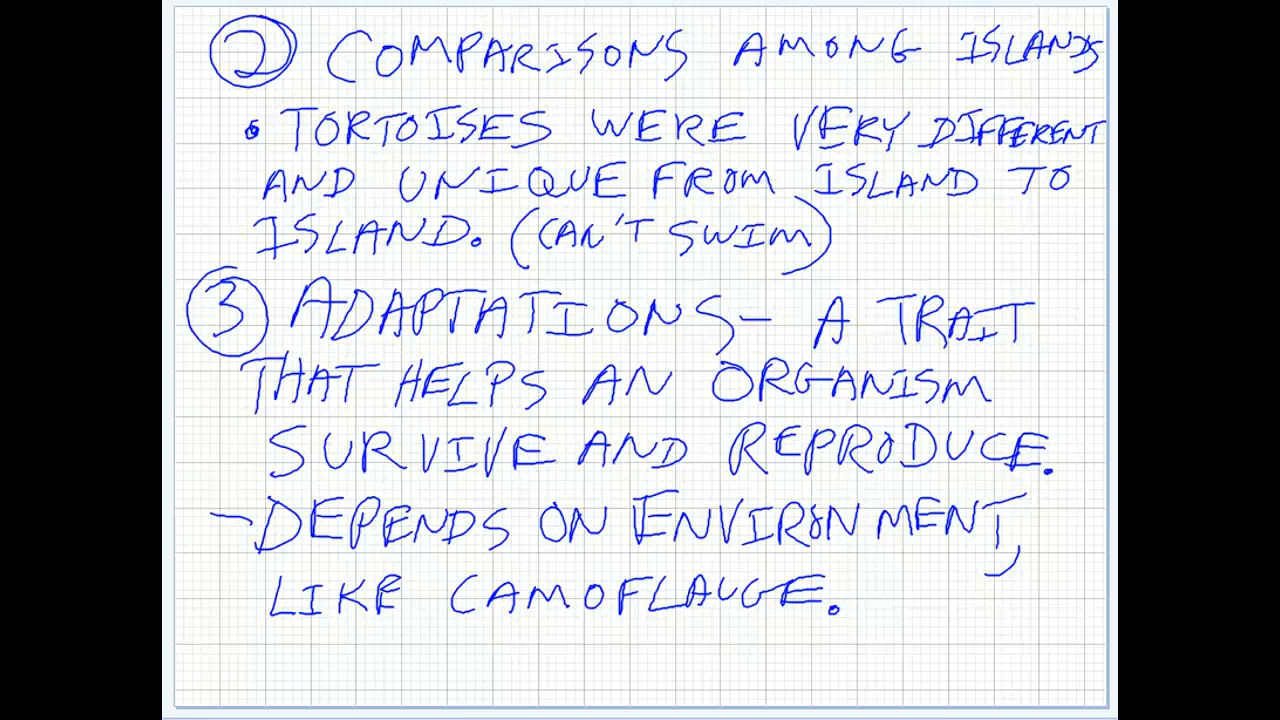 ② COMPARISONS AMONG ISLANDS
• TORTOISES WERE VERY DIFFERENT
AND UNIQUE FROM ISLAND TO
ISLAND. (CAN'T SWIM)
③ ADAPTATIONS - A TRAIT
THAT HELPS AN ORGANISM
SURVIVE AND REPRODUCE.
- DEPENDS ON ENVIRONMENT,
LIKE CAMOFLAUGE.